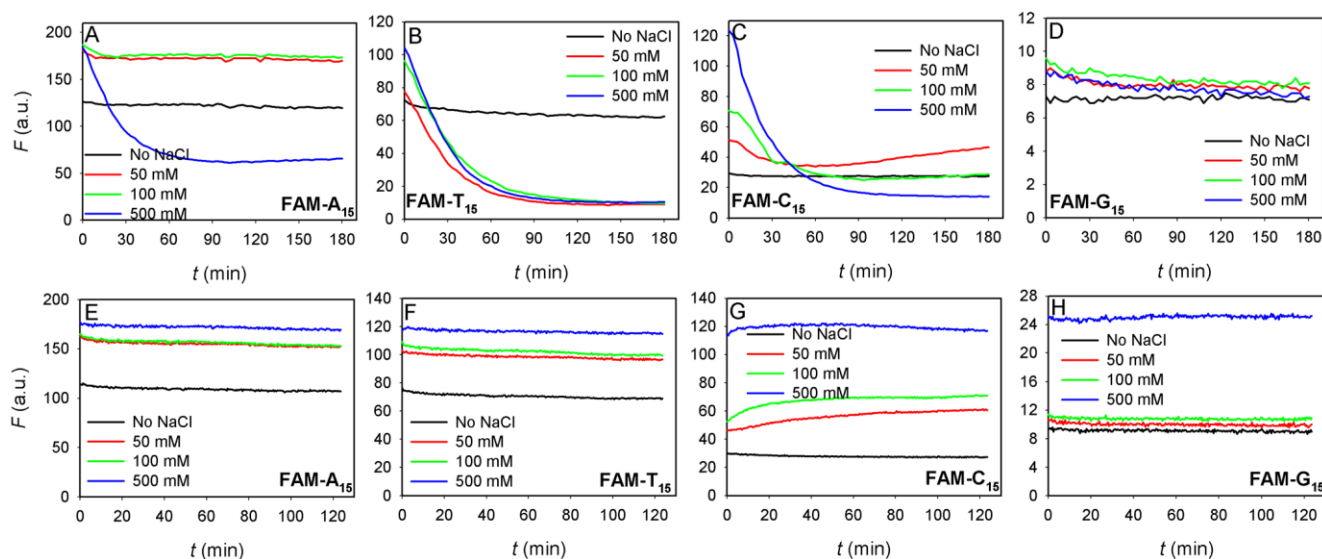 A
F (a.u.)
200
150
100
50
0
No NaCl
50 mM
100 mM
500 mM
FAM-A15
0 30 60 90 120 150 180
t (min)
B
120
100
80
60
40
20
0
No NaCl
50 mM
100 mM
500 mM
FAM-T15
0 30 60 90 120 150 180
t (min)
C
120
100
80
60
40
20
0
No NaCl
50 mM
100 mM
500 mM
FAM-C15
0 30 60 90 120 150 180
t (min)
D
12
10
8
6
4
2
0
No NaCl
50 mM
100 mM
500 mM
FAM-G15
0 30 60 90 120 150 180
t (min)
E
F (a.u.)
200
150
100
50
0
No NaCl
50 mM
100 mM
500 mM
FAM-A15
0 20 40 60 80 100 120
t (min)
F
140
120
100
80
60
40
20
0
No NaCl
50 mM
100 mM
500 mM
FAM-T15
0 20 40 60 80 100 120
t (min)
G
140
120
100
80
60
40
20
0
No NaCl
50 mM
100 mM
500 mM
FAM-C15
0 20 40 60 80 100 120
t (min)
H
28
24
20
16
12
8
4
0
No NaCl
50 mM
100 mM
500 mM
FAM-G15
0 20 40 60 80 100 120
t (min)